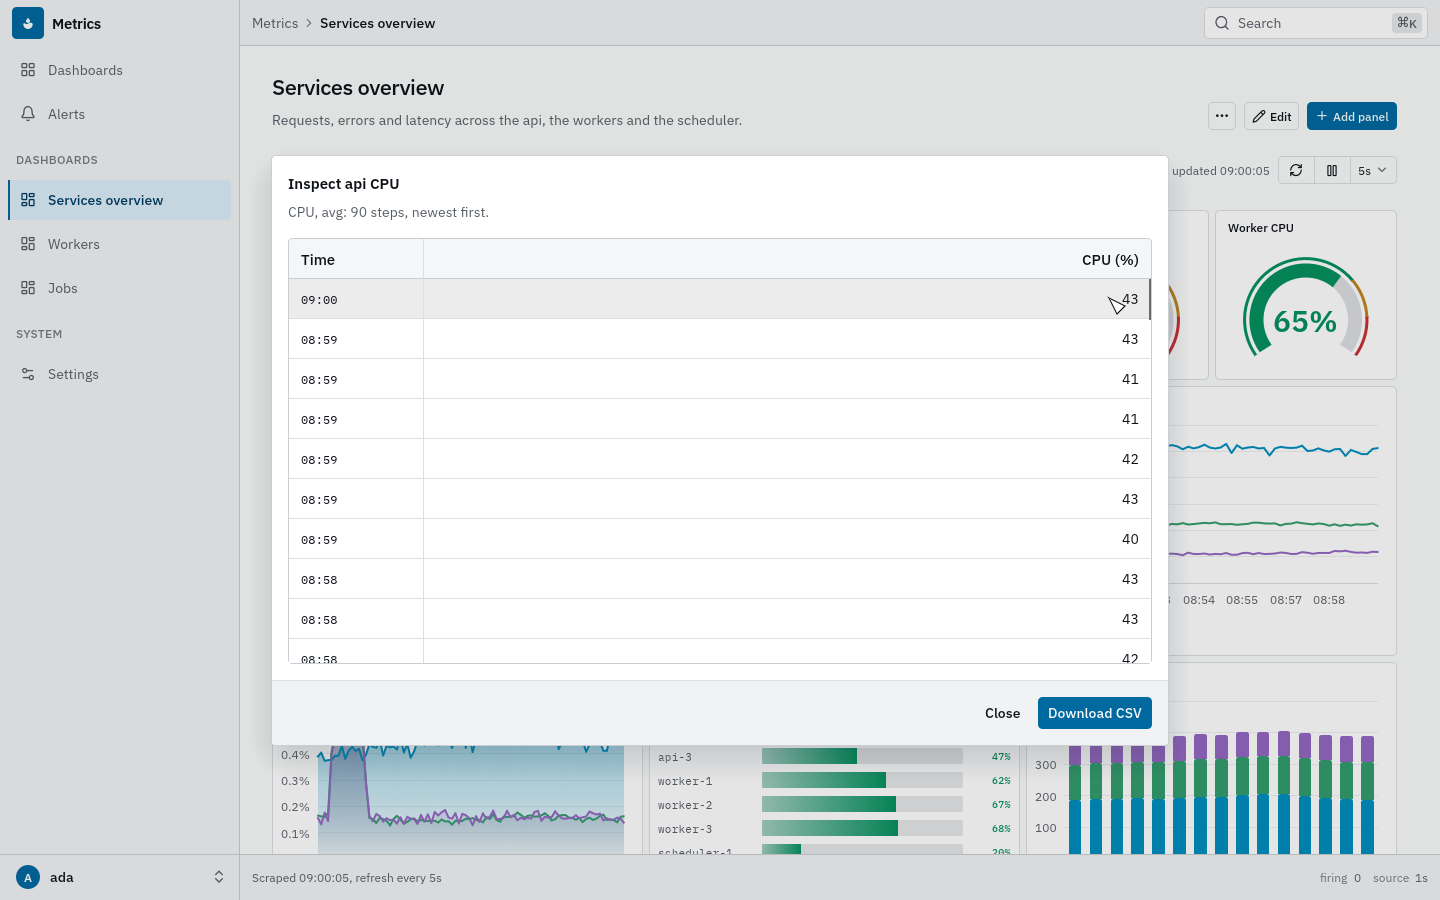 Metrics
Dashboards
Alerts
DASHBOARDS
Services overview
Workers
Jobs
SYSTEM
Settings
A ada
Metrics > Services overview
Search ⌘K
Services overview
Requests, errors and latency across the api, the workers and the scheduler.
... Edit + Add panel
updated 09:00:05 5s
Worker CPU
65%
Inspect api CPU
CPU, avg: 90 steps, newest first.
Time CPU (%)
09:00 43
08:59 43
08:59 41
08:59 41
08:59 42
08:59 43
08:59 40
08:58 43
08:58 43
08:58 42
Close Download CSV
08:54 08:55 08:57 08:58
0.4%
0.3%
0.2%
0.1%
api-3 47%
worker-1 62%
worker-2 67%
worker-3 68%
scheduler-1 20%
300
200
100
Scraped 09:00:05, refresh every 5s
firing 0 source 1s